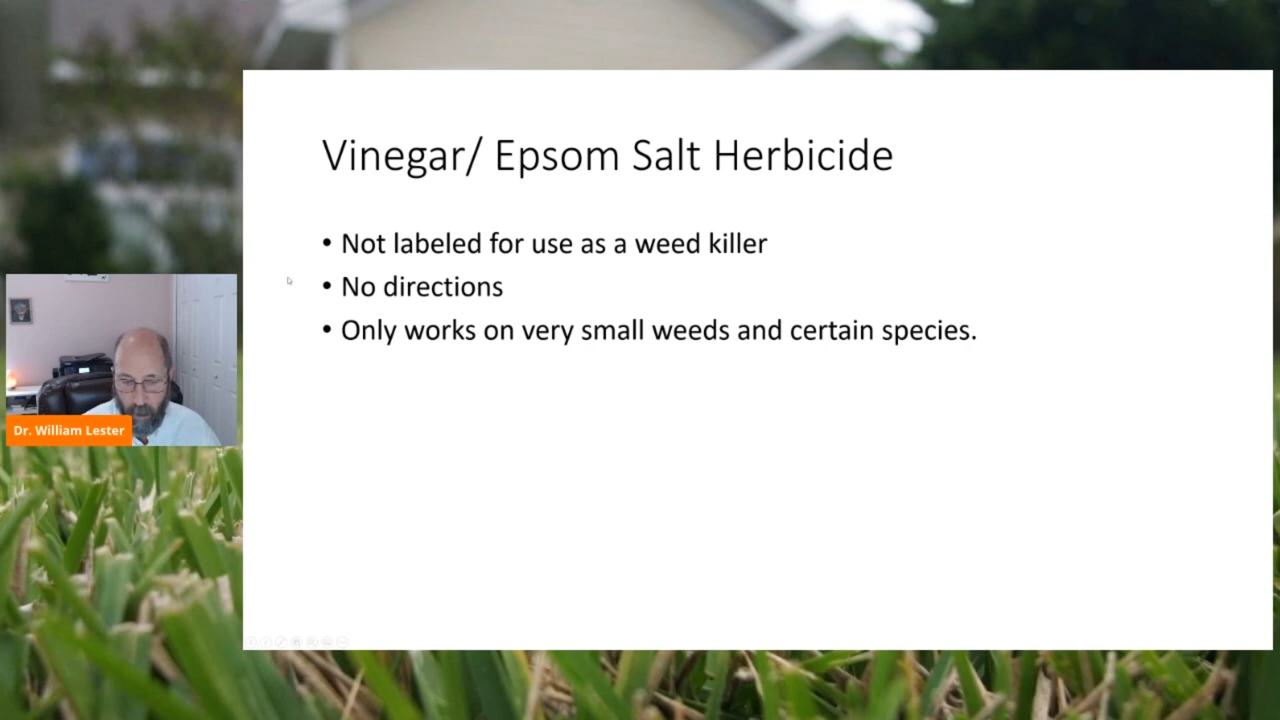 Vinegar/ Epsom Salt Herbicide
• Not labeled for use as a weed killer
• No directions
• Only works on very small weeds and certain species.
Dr. William Lester